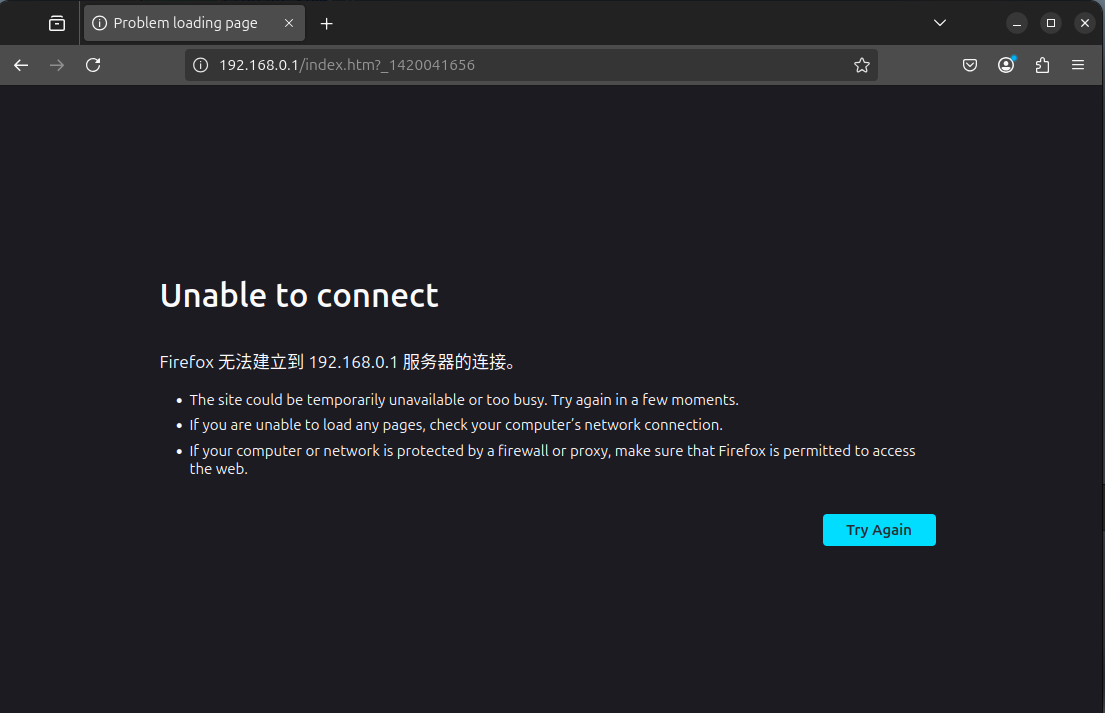 Problem loading page
192.168.0.1/index.htm?_1420041656
Unable to connect
Firefox 无法建立到 192.168.0.1 服务器的连接。
• The site could be temporarily unavailable or too busy. Try again in a few moments.
• If you are unable to load any pages, check your computer’s network connection.
• If your computer or network is protected by a firewall or proxy, make sure that Firefox is permitted to access
the web.
Try Again